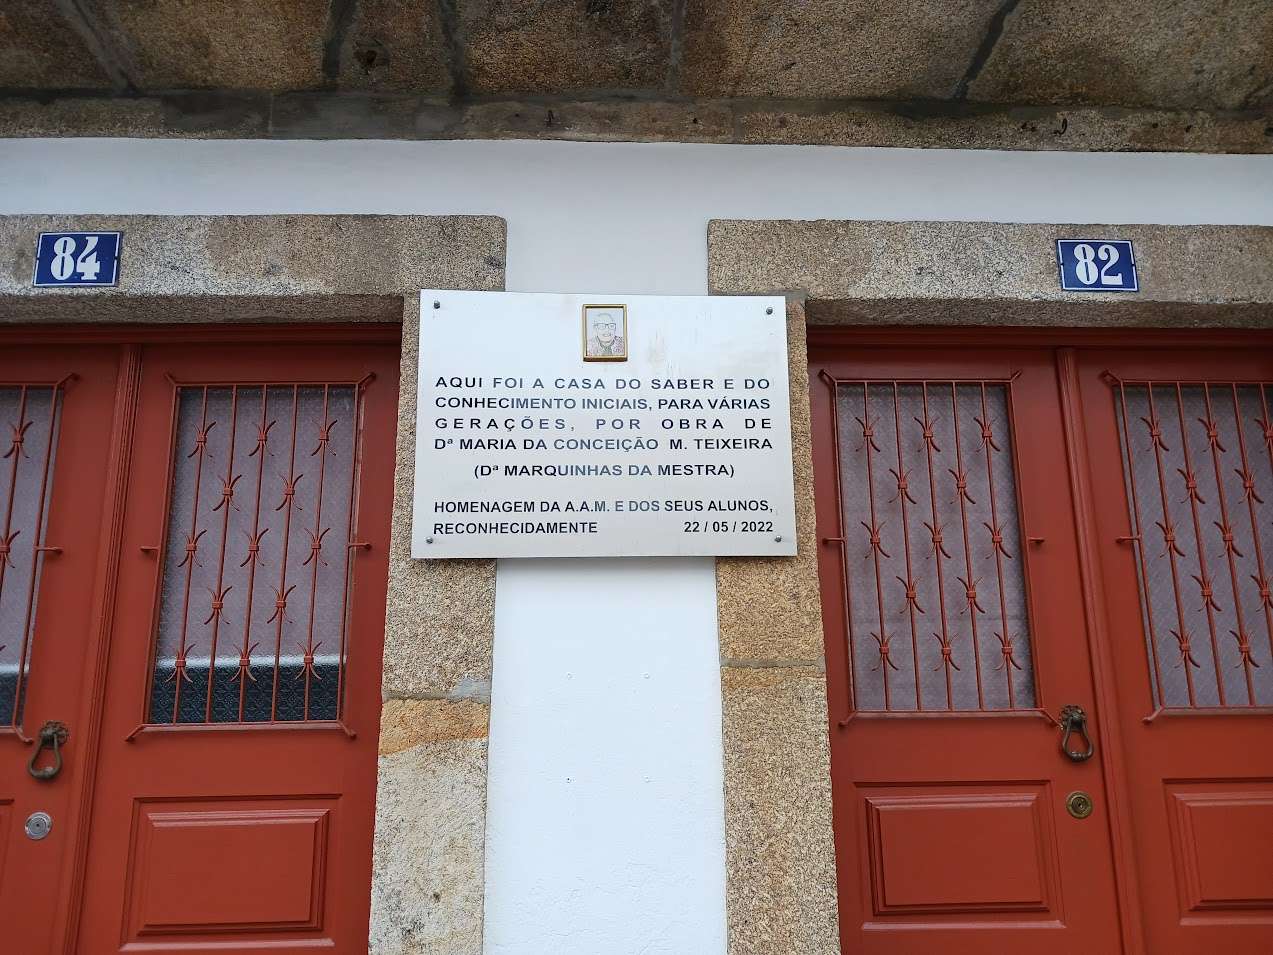 84
82
AQUI FOI A CASA DO SABER E DO
CONHECIMENTO INICIAIS, PARA VÁRIAS
GERAÇÕES, POR OBRA DE
Dª MARIA DA CONCEIÇÃO M. TEIXEIRA
(Dª MARQUINHAS DA MESTRA)
HOMENAGEM DA A.A.M. E DOS SEUS ALUNOS,
RECONHECIDAMENTE 22 / 05 / 2022